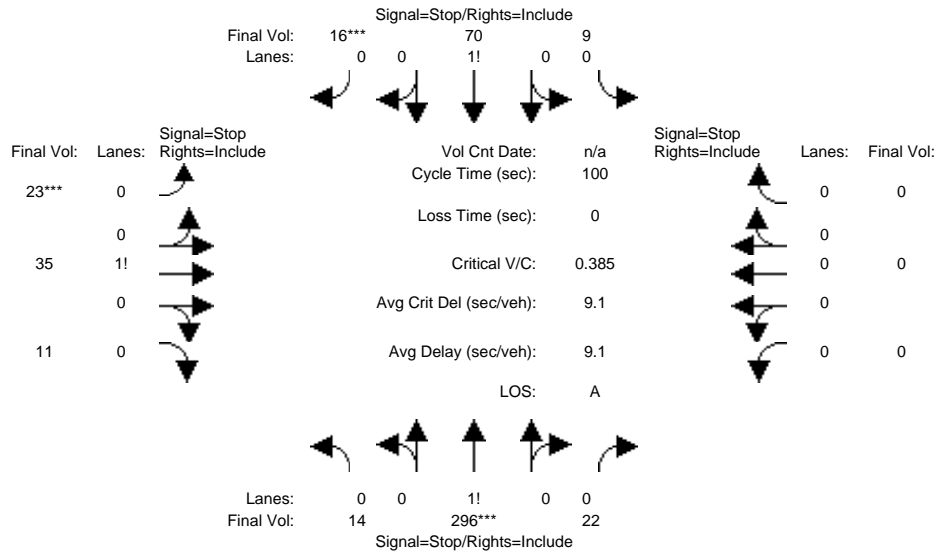 Signal=Stop/Rights=Include
Final Vol: 16*** 70 9
Lanes: 0 0 1! 0 0
Signal=Stop Signal=Stop
Final Vol: Lanes: Rights=Include Vol Cnt Date: n/a Rights=Include Lanes: Final Vol:
Cycle Time (sec): 100
23*** 0 0 0
Loss Time (sec): 0
0 0
35 1! Critical V/C: 0.385 0 0
0 Avg Crit Del (sec/veh): 9.1 0
11 0 Avg Delay (sec/veh): 9.1 0 0
LOS: A
Lanes: 0 0 1! 0 0
Final Vol: 14 296*** 22
Signal=Stop/Rights=Include